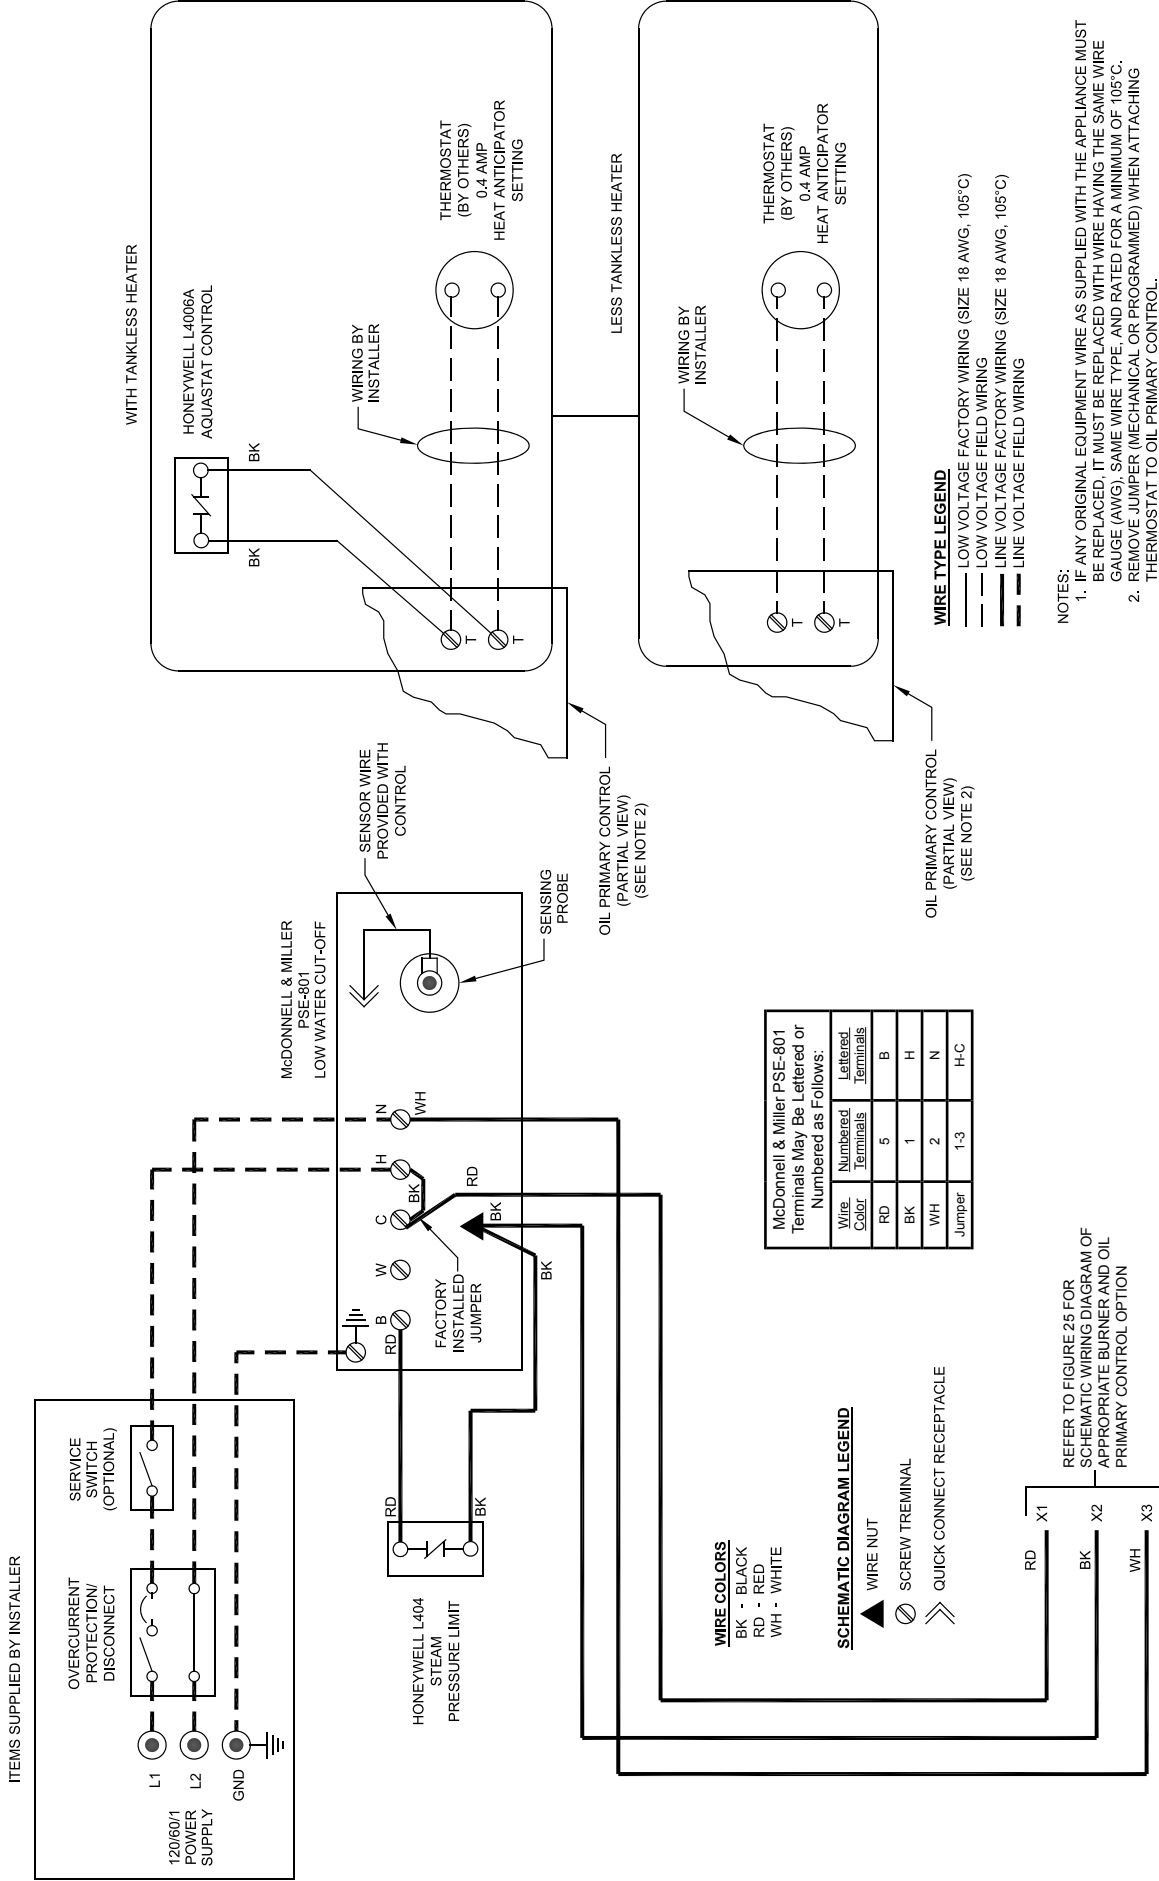 ITEMS SUPPLIED BY INSTALLER
OVERCURRENT
PROTECTION/
DISCONNECT
SERVICE
SWITCH
(OPTIONAL)
L1
L2
GND
120/60/1
POWER
SUPPLY
McDONNELL & MILLER
PSE-801
LOW WATER CUT-OFF
B
W
C
H
N
RD
BK
WH
RD
BK
BK
FACTORY
INSTALLED
JUMPER
SENSOR WIRE
PROVIDED WITH
CONTROL
SENSING
PROBE
RD
BK
HONEYWELL L404
STEAM
PRESSURE LIMIT
WITH TANKLESS HEATER
HONEYWELL L4006A
AQUASTAT CONTROL
BK
BK
WIRING BY
INSTALLER
THERMOSTAT
(BY OTHERS)
0.4 AMP
HEAT ANTICIPATOR
SETTING
T
T
OIL PRIMARY CONTROL
(PARTIAL VIEW)
(SEE NOTE 2)
LESS TANKLESS HEATER
WIRING BY
INSTALLER
THERMOSTAT
(BY OTHERS)
0.4 AMP
HEAT ANTICIPATOR
SETTING
T
T
OIL PRIMARY CONTROL
(PARTIAL VIEW)
(SEE NOTE 2)
WIRE COLORS
BK - BLACK
RD - RED
WH - WHITE
SCHEMATIC DIAGRAM LEGEND
WIRE NUT
SCREW TREMINAL
QUICK CONNECT RECEPTACLE
McDonnell & Miller PSE-801
Terminals May Be Lettered or
Numbered as Follows:
Wire Color Numbered Terminals Lettered Terminals
RD 5 B
BK 1 H
WH 2 N
Jumper 1-3 H-C
RD X1
BK X2
WH X3
REFER TO FIGURE 25 FOR
SCHEMATIC WIRING DIAGRAM OF
APPROPRIATE BURNER AND OIL
PRIMARY CONTROL OPTION
WIRE TYPE LEGEND
LOW VOLTAGE FACTORY WIRING (SIZE 18 AWG, 105°C)
LOW VOLTAGE FIELD WIRING
LINE VOLTAGE FACTORY WIRING (SIZE 18 AWG, 105°C)
LINE VOLTAGE FIELD WIRING
NOTES:
1. IF ANY ORIGINAL EQUIPMENT WIRE AS SUPPLIED WITH THE APPLIANCE MUST
BE REPLACED, IT MUST BE REPLACED WITH WIRE HAVING THE SAME WIRE
GAUGE (AWG), SAME WIRE TYPE, AND RATED FOR A MINIMUM OF 105°C.
2. REMOVE JUMPER (MECHANICAL OR PROGRAMMED) WHEN ATTACHING
THERMOSTAT TO OIL PRIMARY CONTROL.